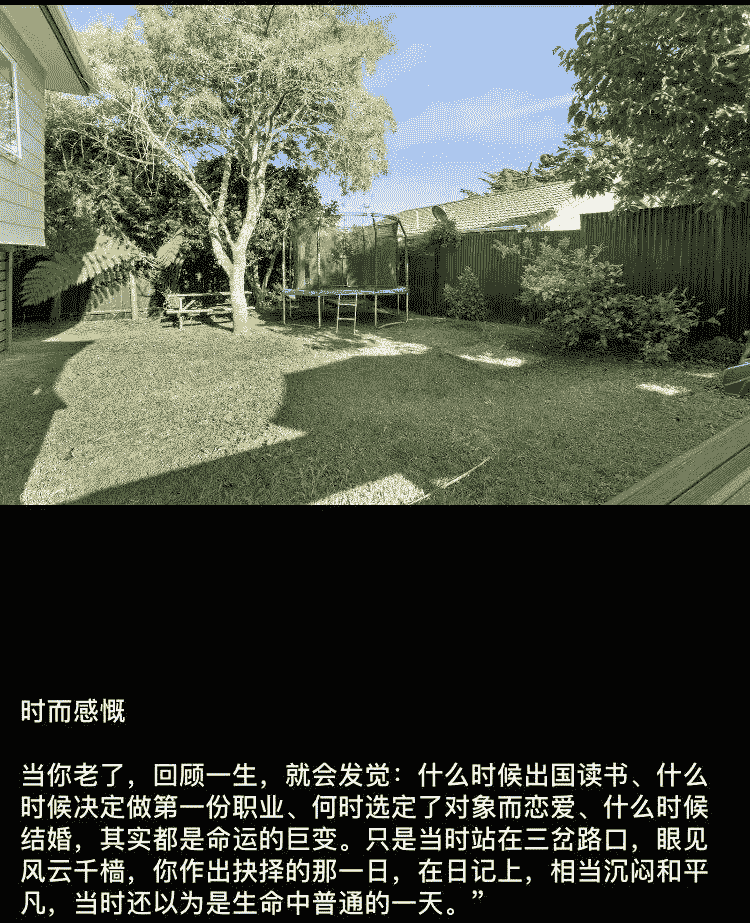 时而感慨
当你老了，回顾一生，就会发觉：什么时候出国读书、什么
时候决定做第一份职业、何时选定了对象而恋爱、什么时候
结婚，其实都是命运的巨变。只是当时站在三岔路口，眼见
风云千樯，你作出抉择的那一日，在日记上，相当沉闷和平
凡，当时还以为是生命中普通的一天。”